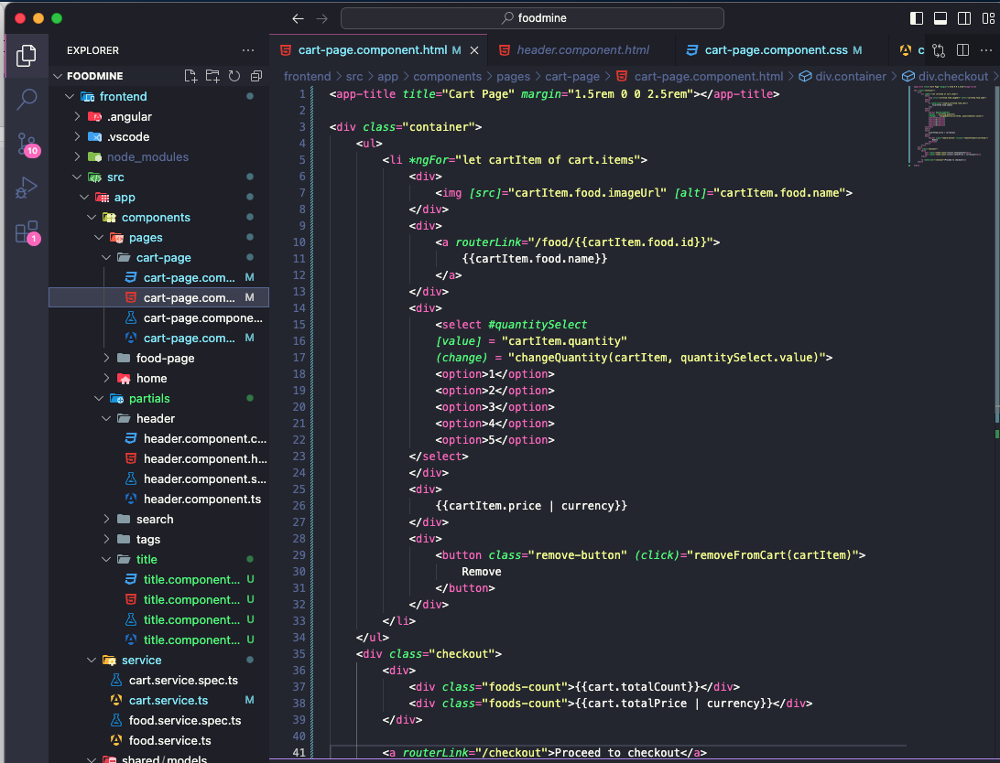 foodmine
EXPLORER
FOODMINE
frontend
.angular
.vscode
node_modules
src
app
components
pages
cart-page
cart-page.com... M
cart-page.com... M
cart-page.compone...
cart-page.com... M
food-page
home
partials
header
header.component.c...
header.component.h...
header.component.s...
header.component.ts
search
tags
title
title.component... U
title.component... U
title.component... U
title.component... U
service
cart.service.spec.ts
cart.service.ts M
food.service.spec.ts
food.service.ts
shared/models
10
1
cart-page.component.html M
header.component.html
cart-page.component.css M
c
frontend > src > app > components > pages > cart-page > cart-page.component.html > div.container > div.checkout >
1 <app-title title="Cart Page" margin="1.5rem 0 0 2.5rem"></app-title>
2
3 <div class="container">
4 <ul>
5 <li *ngFor="let cartItem of cart.items">
6 <div>
7 <img [src]="cartItem.food.imageUrl" [alt]="cartItem.food.name">
8 </div>
9 <div>
10 <a routerLink="/food/{{cartItem.food.id}}">
11 {{cartItem.food.name}}
12 </a>
13 </div>
14 <div>
15 <select #quantitySelect
16 [value] = "cartItem.quantity"
17 (change) = "changeQuantity(cartItem, quantitySelect.value)">
18 <option>1</option>
19 <option>2</option>
20 <option>3</option>
21 <option>4</option>
22 <option>5</option>
23 </select>
24 </div>
25 <div>
26 {{cartItem.price | currency}}
27 </div>
28 <div>
29 <button class="remove-button" (click)="removeFromCart(cartItem)">
30 Remove
31 </button>
32 </div>
33 </li>
34 </ul>
35 <div class="checkout">
36 <div>
37 <div class="foods-count">{{cart.totalCount}}</div>
38 <div class="foods-count">{{cart.totalPrice | currency}}</div>
39 </div>
40
41 <a routerLink="/checkout">Proceed to checkout</a>